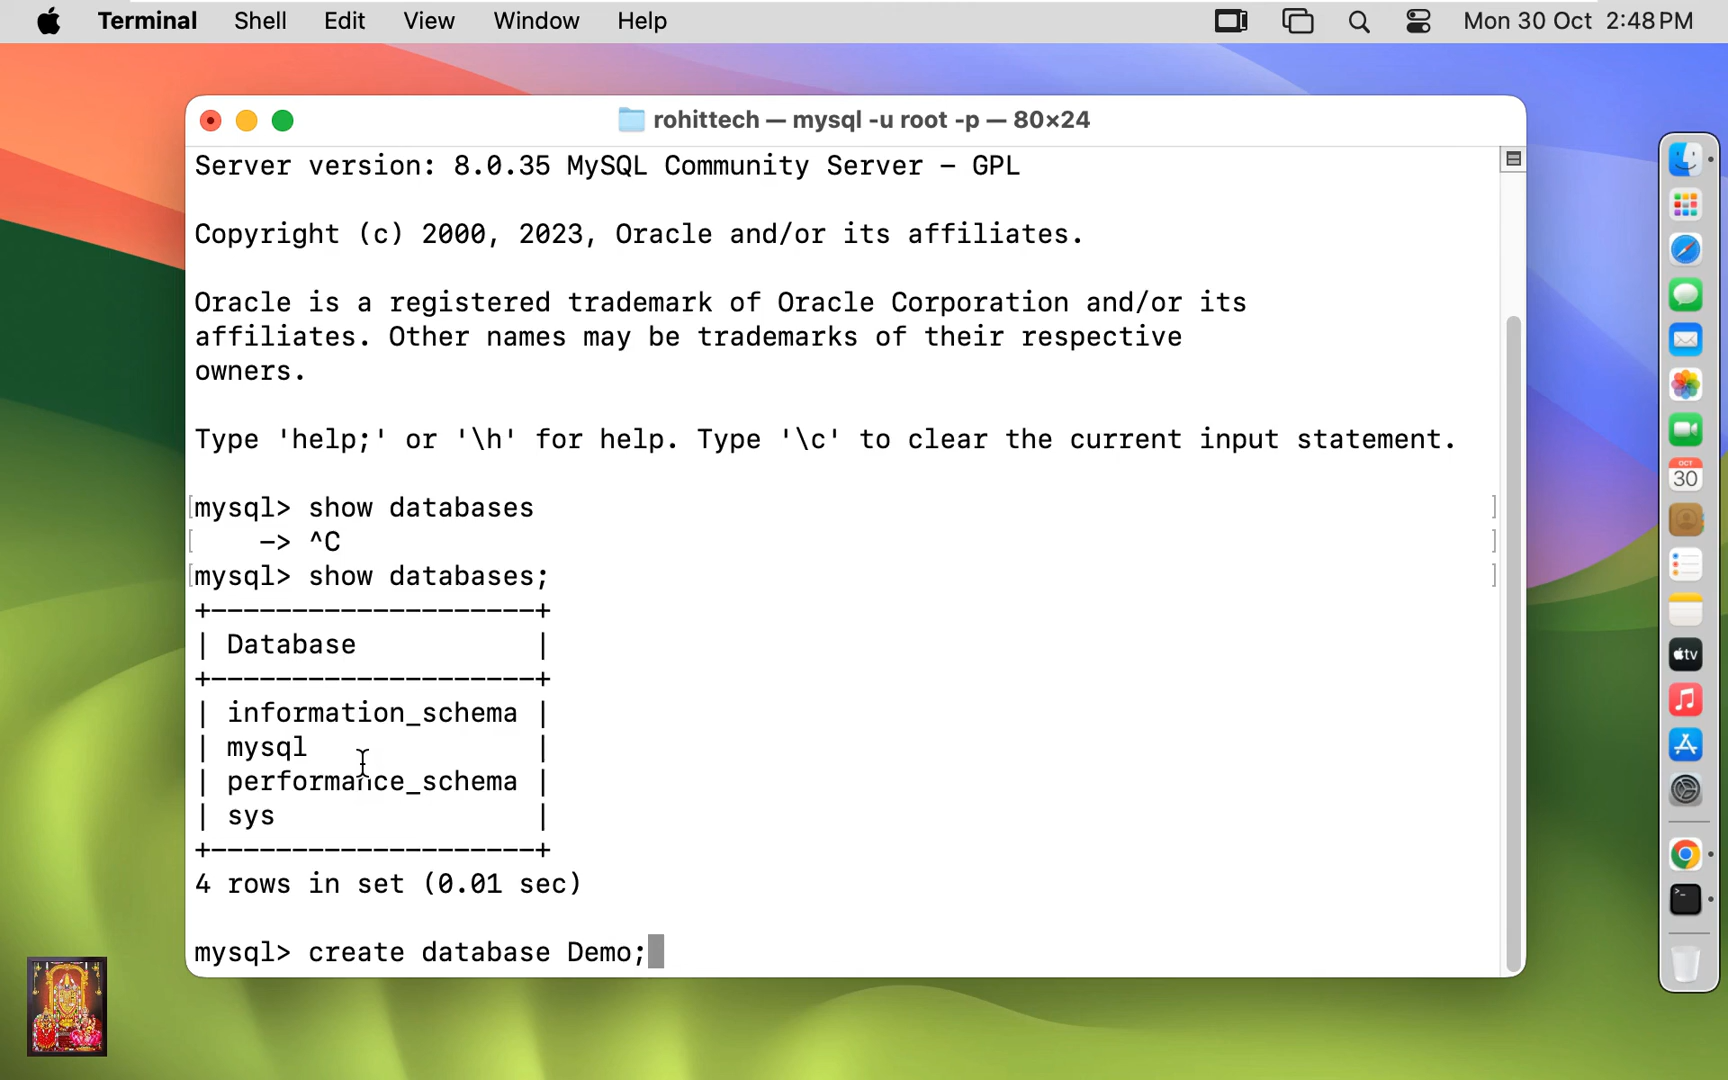 Terminal Shell Edit View Window Help Mon 30 Oct 2:48 PM
rohittech — mysql -u root -p — 80×24
Server version: 8.0.35 MySQL Community Server - GPL
Copyright (c) 2000, 2023, Oracle and/or its affiliates.
Oracle is a registered trademark of Oracle Corporation and/or its
affiliates. Other names may be trademarks of their respective
owners.
Type 'help;' or '\h' for help. Type '\c' to clear the current input statement.
[mysql> show databases ]
[ -> ^C ]
[mysql> show databases; ]
+--------------------+
| Database |
+--------------------+
| information_schema |
| mysql |
| performance_schema |
| sys |
+--------------------+
4 rows in set (0.01 sec)
mysql> create database Demo;
OCT
30
tv